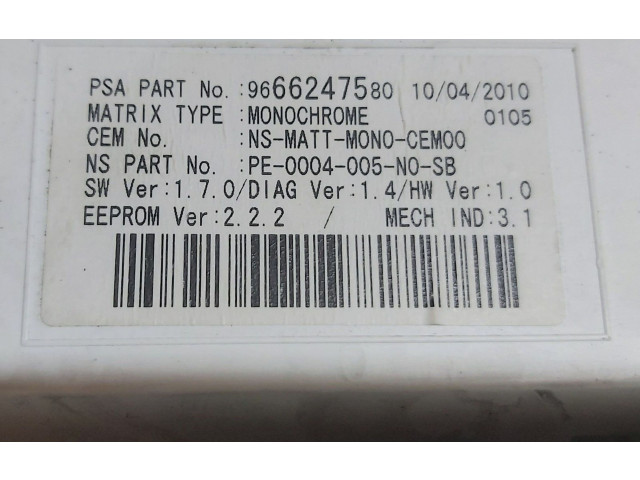 PSA PART No.:9666247580 10/04/2010
MATRIX TYPE :MONOCHROME 0105
CEM No. :NS-MATT-MONO-CEM00
NS PART No. :PE-0004-005-N0-SB
SW Ver:1.7.0/DIAG Ver:1.4/HW Ver:1.0
EEPROM Ver:2.2.2 / MECH IND:3.1